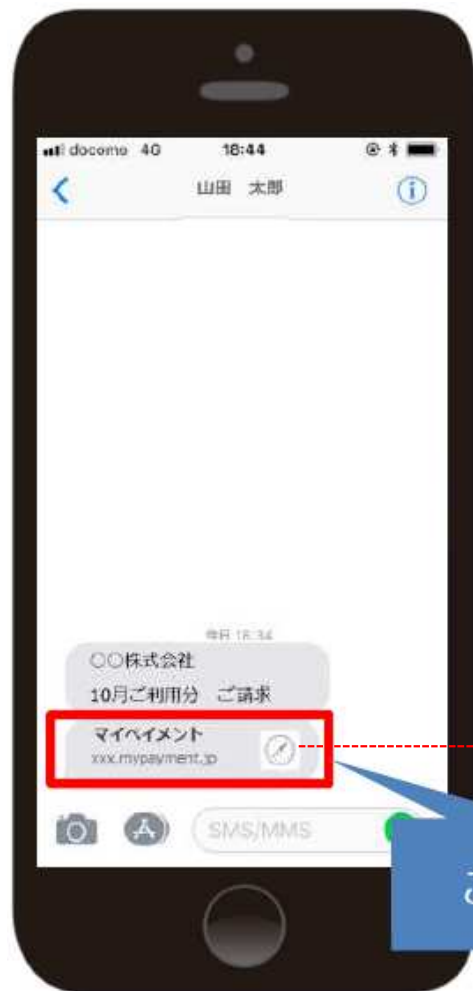 docomo 4G 18:44
山田 太郎
○○株式会社
10月ご利用分 ご請求
マイペイメント
xxx.mypayment.jp
SMS/MMS